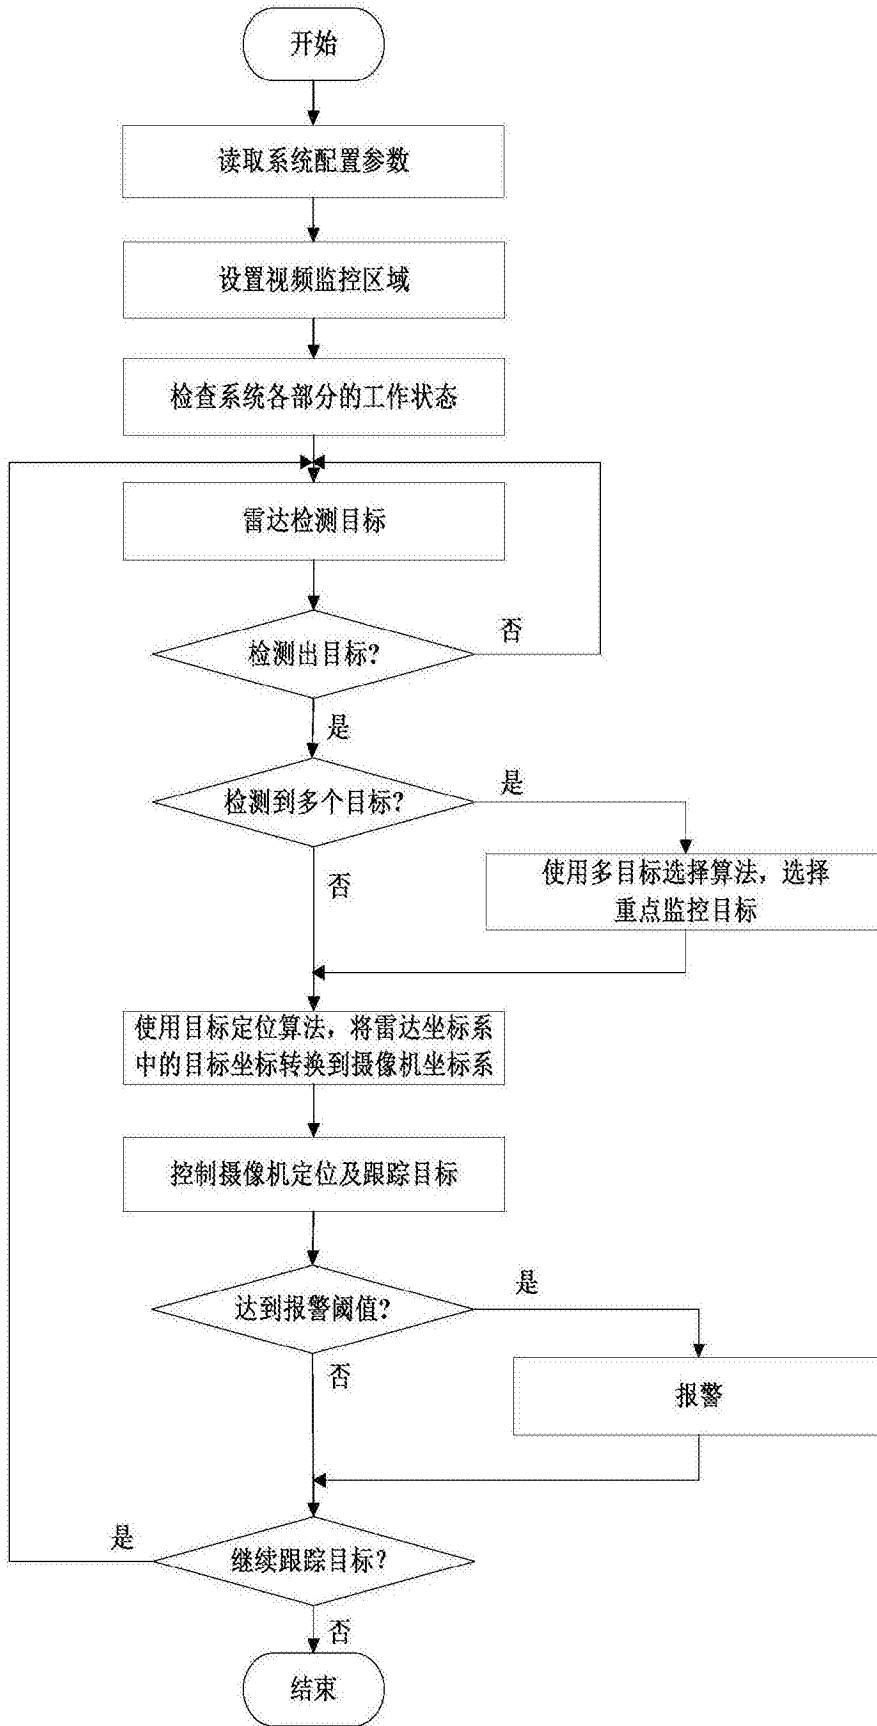 开始
读取系统配置参数
设置视频监控区域
检查系统各部分的工作状态
雷达检测目标
否
检测出目标?
是
是
检测到多个目标?
否
使用多目标选择算法，选择
重点监控目标
使用目标定位算法，将雷达坐标系
中的目标坐标转换到摄像机坐标系
控制摄像机定位及跟踪目标
是
达到报警阈值?
否
报警
是
继续跟踪目标?
否
结束